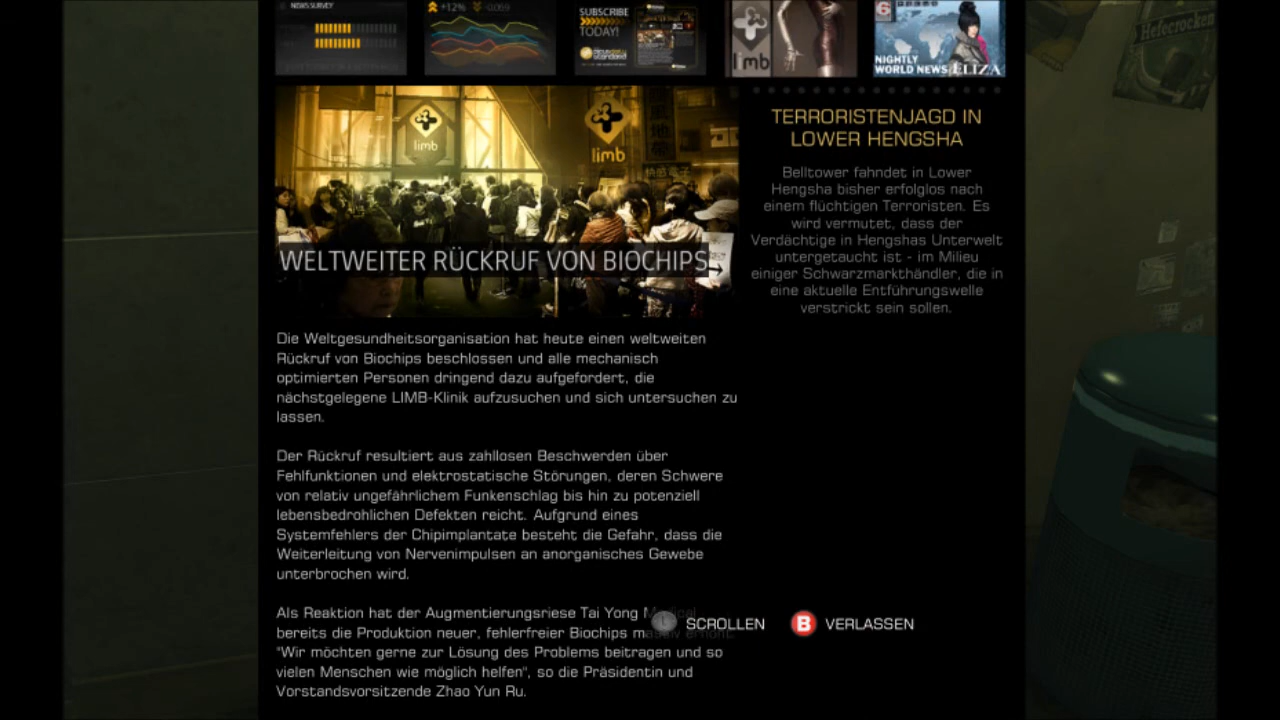 NEWS SURVEY
+12% -0.069
SUBSCRIBE
TODAY!
limb
NIGHTLY
WORLD NEWS ELIZA
Hefecrocken
limb
limb
WELTWEITER RÜCKRUF VON BIOCHIPS
Die Weltgesundheitsorganisation hat heute einen weltweiten
Rückruf von Biochips beschlossen und alle mechanisch
optimierten Personen dringend dazu aufgefordert, die
nächstgelegene LIMB-Klinik aufzusuchen und sich untersuchen zu
lassen.
Der Rückruf resultiert aus zahllosen Beschwerden über
Fehlfunktionen und elektrostatische Störungen, deren Schwere
von relativ ungefährlichem Funkenschlag bis hin zu potenziell
lebensbedrohlichen Defekten reicht. Aufgrund eines
Systemfehlers der Chipimplantate besteht die Gefahr, dass die
Weiterleitung von Nervenimpulsen an anorganisches Gewebe
unterbrochen wird.
Als Reaktion hat der Augmentierungsriese Tai Yong Medical
bereits die Produktion neuer, fehlerfreier Biochips massiv erhöht.
"Wir möchten gerne zur Lösung des Problems beitragen und so
vielen Menschen wie möglich helfen", so die Präsidentin und
Vorstandsvorsitzende Zhao Yun Ru.
TERRORISTENJAGD IN
LOWER HENGSHA
Belltower fahndet in Lower
Hengsha bisher erfolglos nach
einem flüchtigen Terroristen. Es
wird vermutet, dass der
Verdächtige in Hengshas Unterwelt
untergetaucht ist - im Milieu
einiger Schwarzmarkthändler, die in
eine aktuelle Entführungswelle
verstrickt sein sollen.
L SCROLLEN B VERLASSEN